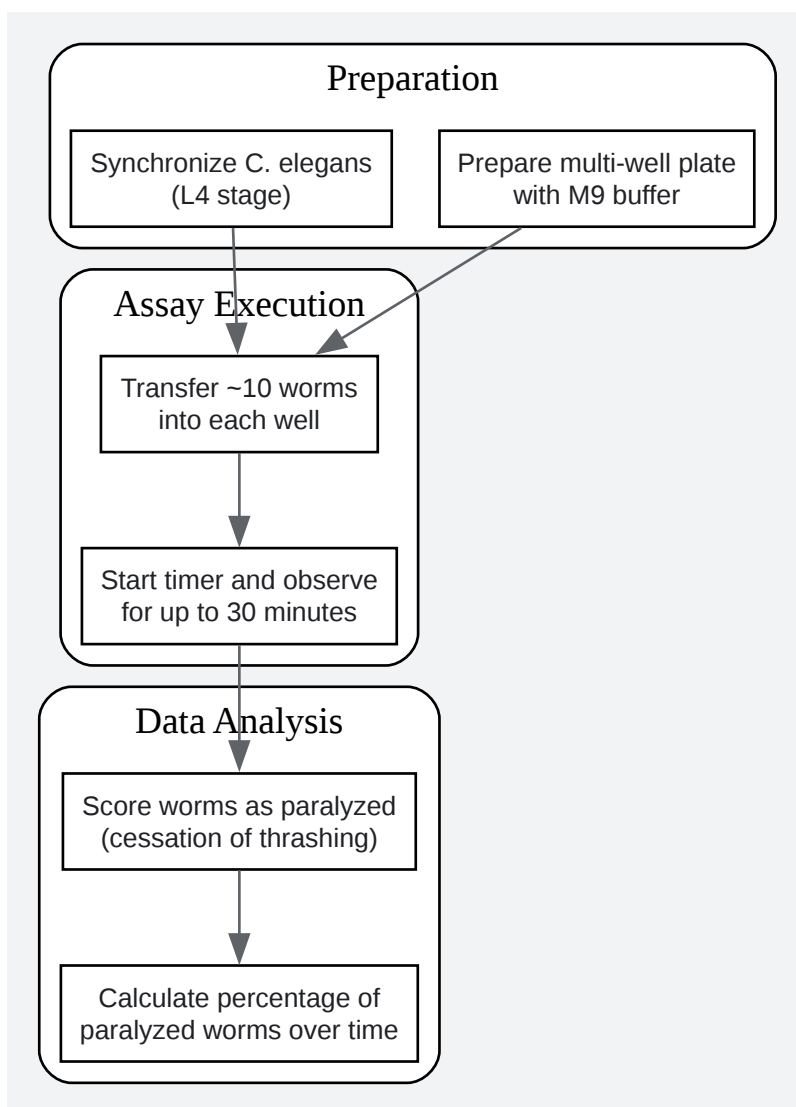 Preparation
Synchronize C. elegans
(L4 stage)
Prepare multi-well plate
with M9 buffer
Assay Execution
Transfer ~10 worms
into each well
Start timer and observe
for up to 30 minutes
Data Analysis
Score worms as paralyzed
(cessation of thrashing)
Calculate percentage of
paralyzed worms over time